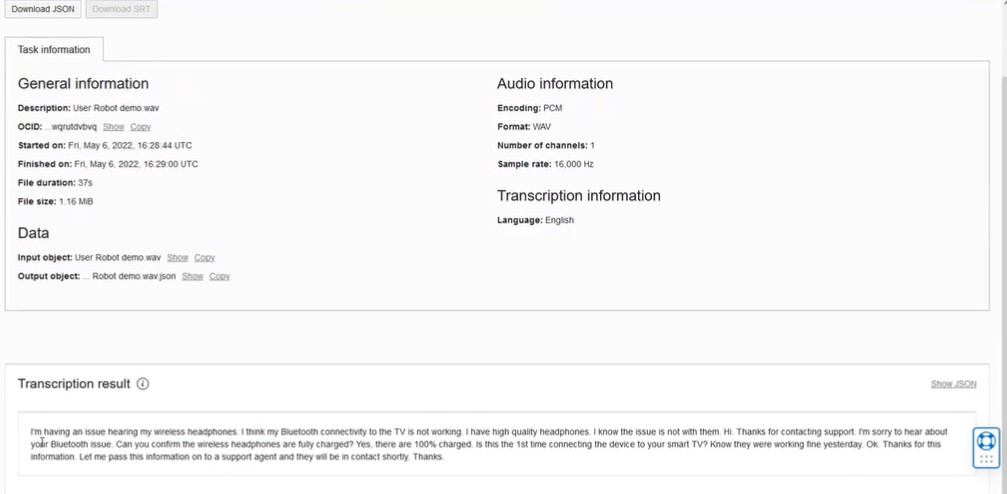 Download JSON Download SRT
Task information
General information
Description: User Robot demo.wav
OCID: ...wqrutdvbvq Show Copy
Started on: Fri, May 6, 2022, 16:28:44 UTC
Finished on: Fri, May 6, 2022, 16:29:00 UTC
File duration: 37s
File size: 1.16 MiB
Data
Input object: User Robot demo.wav Show Copy
Output object: ... Robot demo.wav.json Show Copy
Audio information
Encoding: PCM
Format: WAV
Number of channels: 1
Sample rate: 16,000 Hz
Transcription information
Language: English
Transcription result
Show JSON
I'm having an issue hearing my wireless headphones. I think my Bluetooth connectivity to the TV is not working. I have high quality headphones. I know the issue is not with them. Hi. Thanks for contacting support. I'm sorry to hear about
your Bluetooth issue. Can you confirm the wireless headphones are fully charged? Yes, there are 100% charged. Is this the 1st time connecting the device to your smart TV? Know they were working fine yesterday. Ok. Thanks for this
information. Let me pass this information on to a support agent and they will be in contact shortly. Thanks.